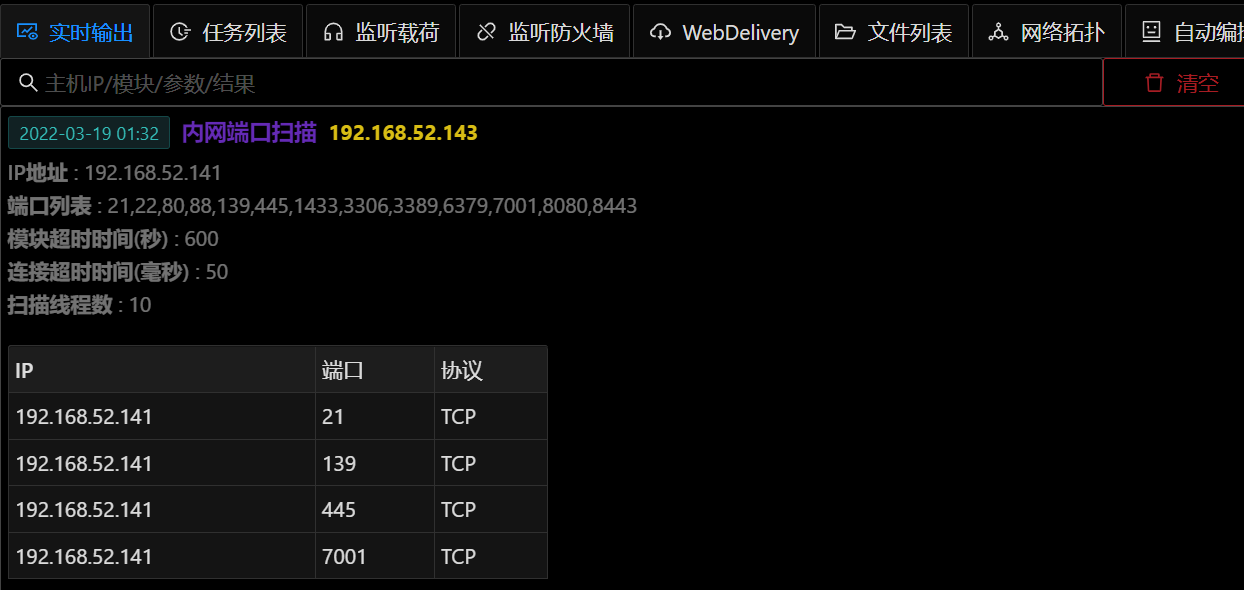 实时输出 任务列表 监听载荷 监听防火墙 WebDelivery 文件列表 网络拓扑 自动编
主机IP/模块/参数/结果 清空
2022-03-19 01:32 内网端口扫描 192.168.52.143
IP地址 : 192.168.52.141
端口列表 : 21,22,80,88,139,445,1433,3306,3389,6379,7001,8080,8443
模块超时时间(秒) : 600
连接超时时间(毫秒) : 50
扫描线程数 : 10
IP 端口 协议
192.168.52.141 21 TCP
192.168.52.141 139 TCP
192.168.52.141 445 TCP
192.168.52.141 7001 TCP